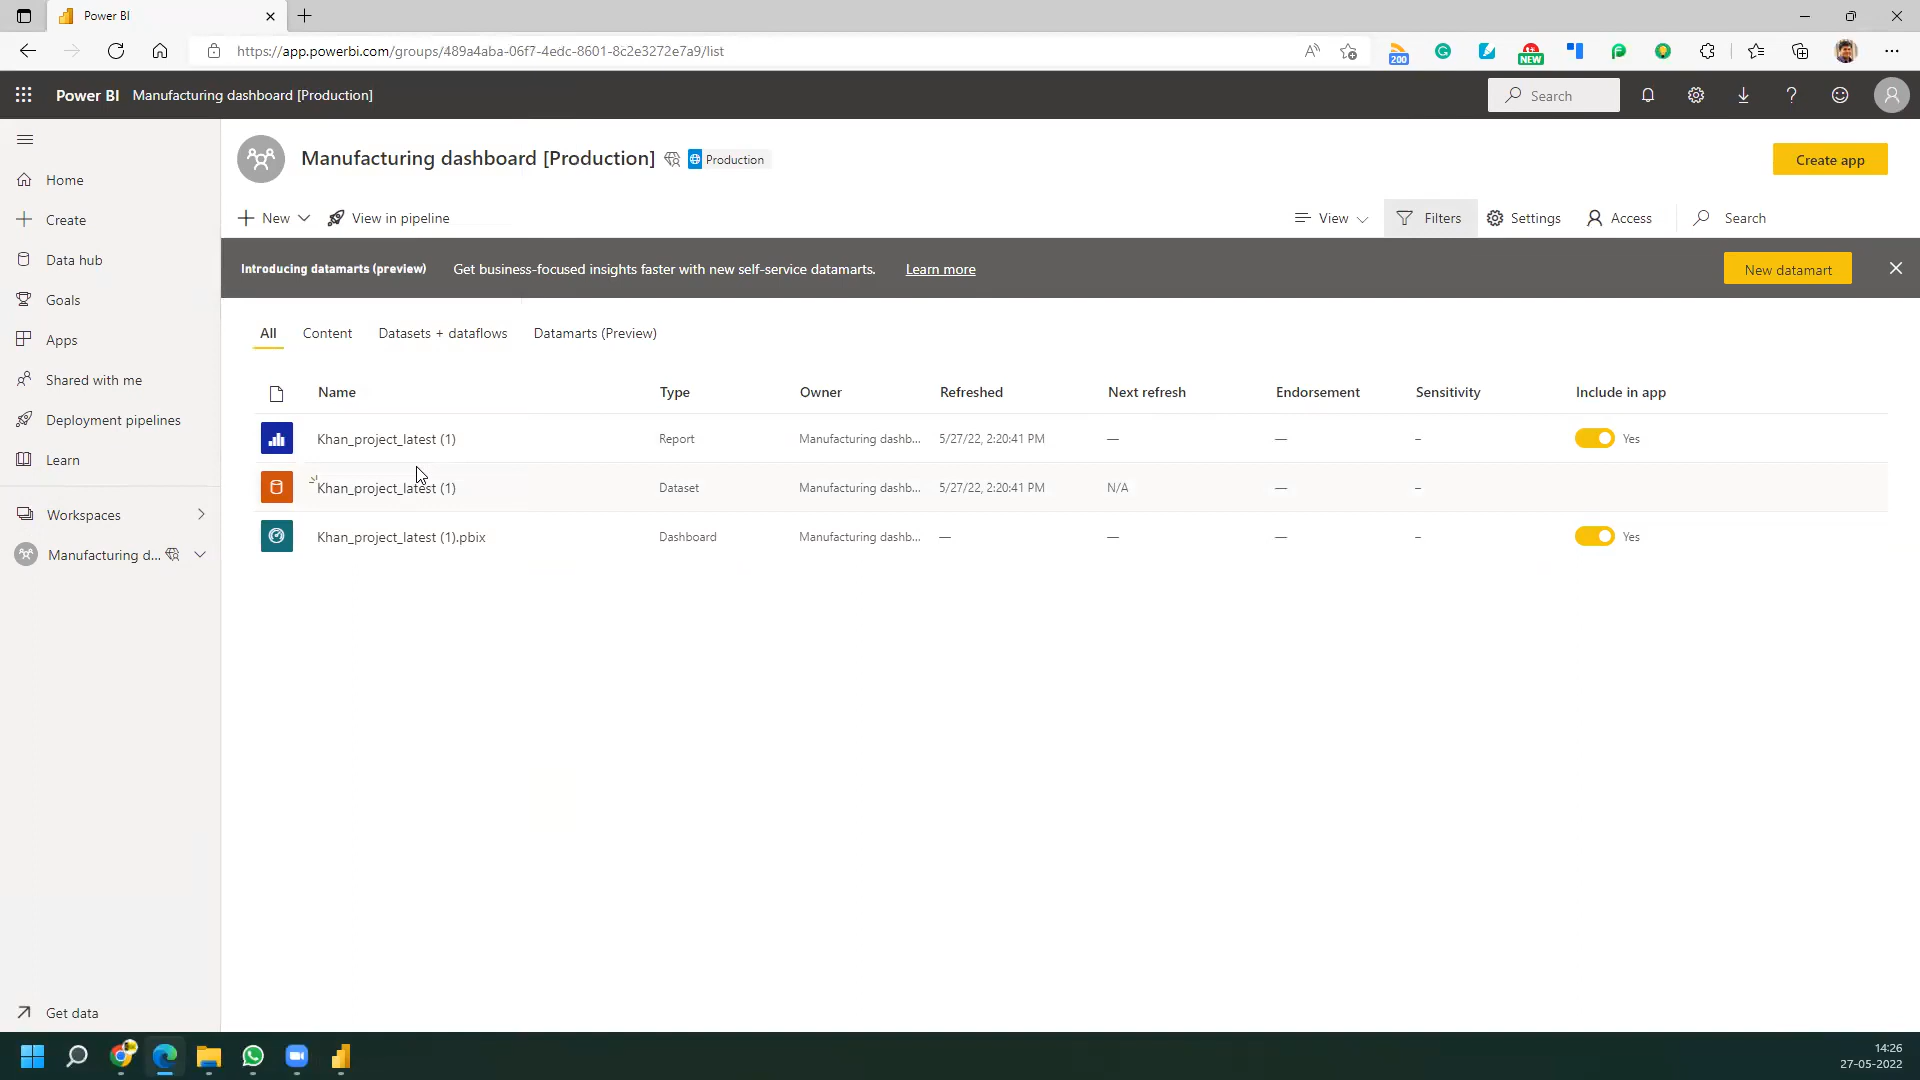 Power BI
https://app.powerbi.com/groups/489a4aba-06f7-4edc-8601-8c2e3272e7a9/list
200
NEW
Power BI Manufacturing dashboard [Production]
Search
Home
Create
Data hub
Goals
Apps
Shared with me
Deployment pipelines
Learn
Workspaces
Manufacturing d...
Get data
Manufacturing dashboard [Production] Production
Create app
New View in pipeline
View Filters Settings Access Search
Introducing datamarts (preview) Get business-focused insights faster with new self-service datamarts. Learn more New datamart
All Content Datasets + dataflows Datamarts (Preview)
Name Type Owner Refreshed Next refresh Endorsement Sensitivity Include in app
Khan_project_latest (1) Report Manufacturing dashb... 5/27/22, 2:20:41 PM — — – Yes
Khan_project_latest (1) Dataset Manufacturing dashb... 5/27/22, 2:20:41 PM N/A — –
Khan_project_latest (1).pbix Dashboard Manufacturing dashb... — — — – Yes
14:26
27-05-2022